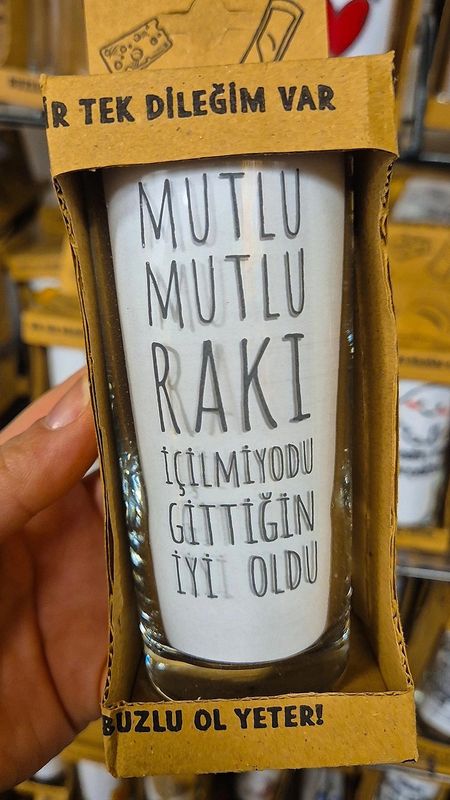 İR TEK DİLEĞİM VAR
MUTLU
MUTLU
RAKI
İÇİLMİYODU
GİTTİĞİN
İYİ OLDU
BUZLU OL YETER!